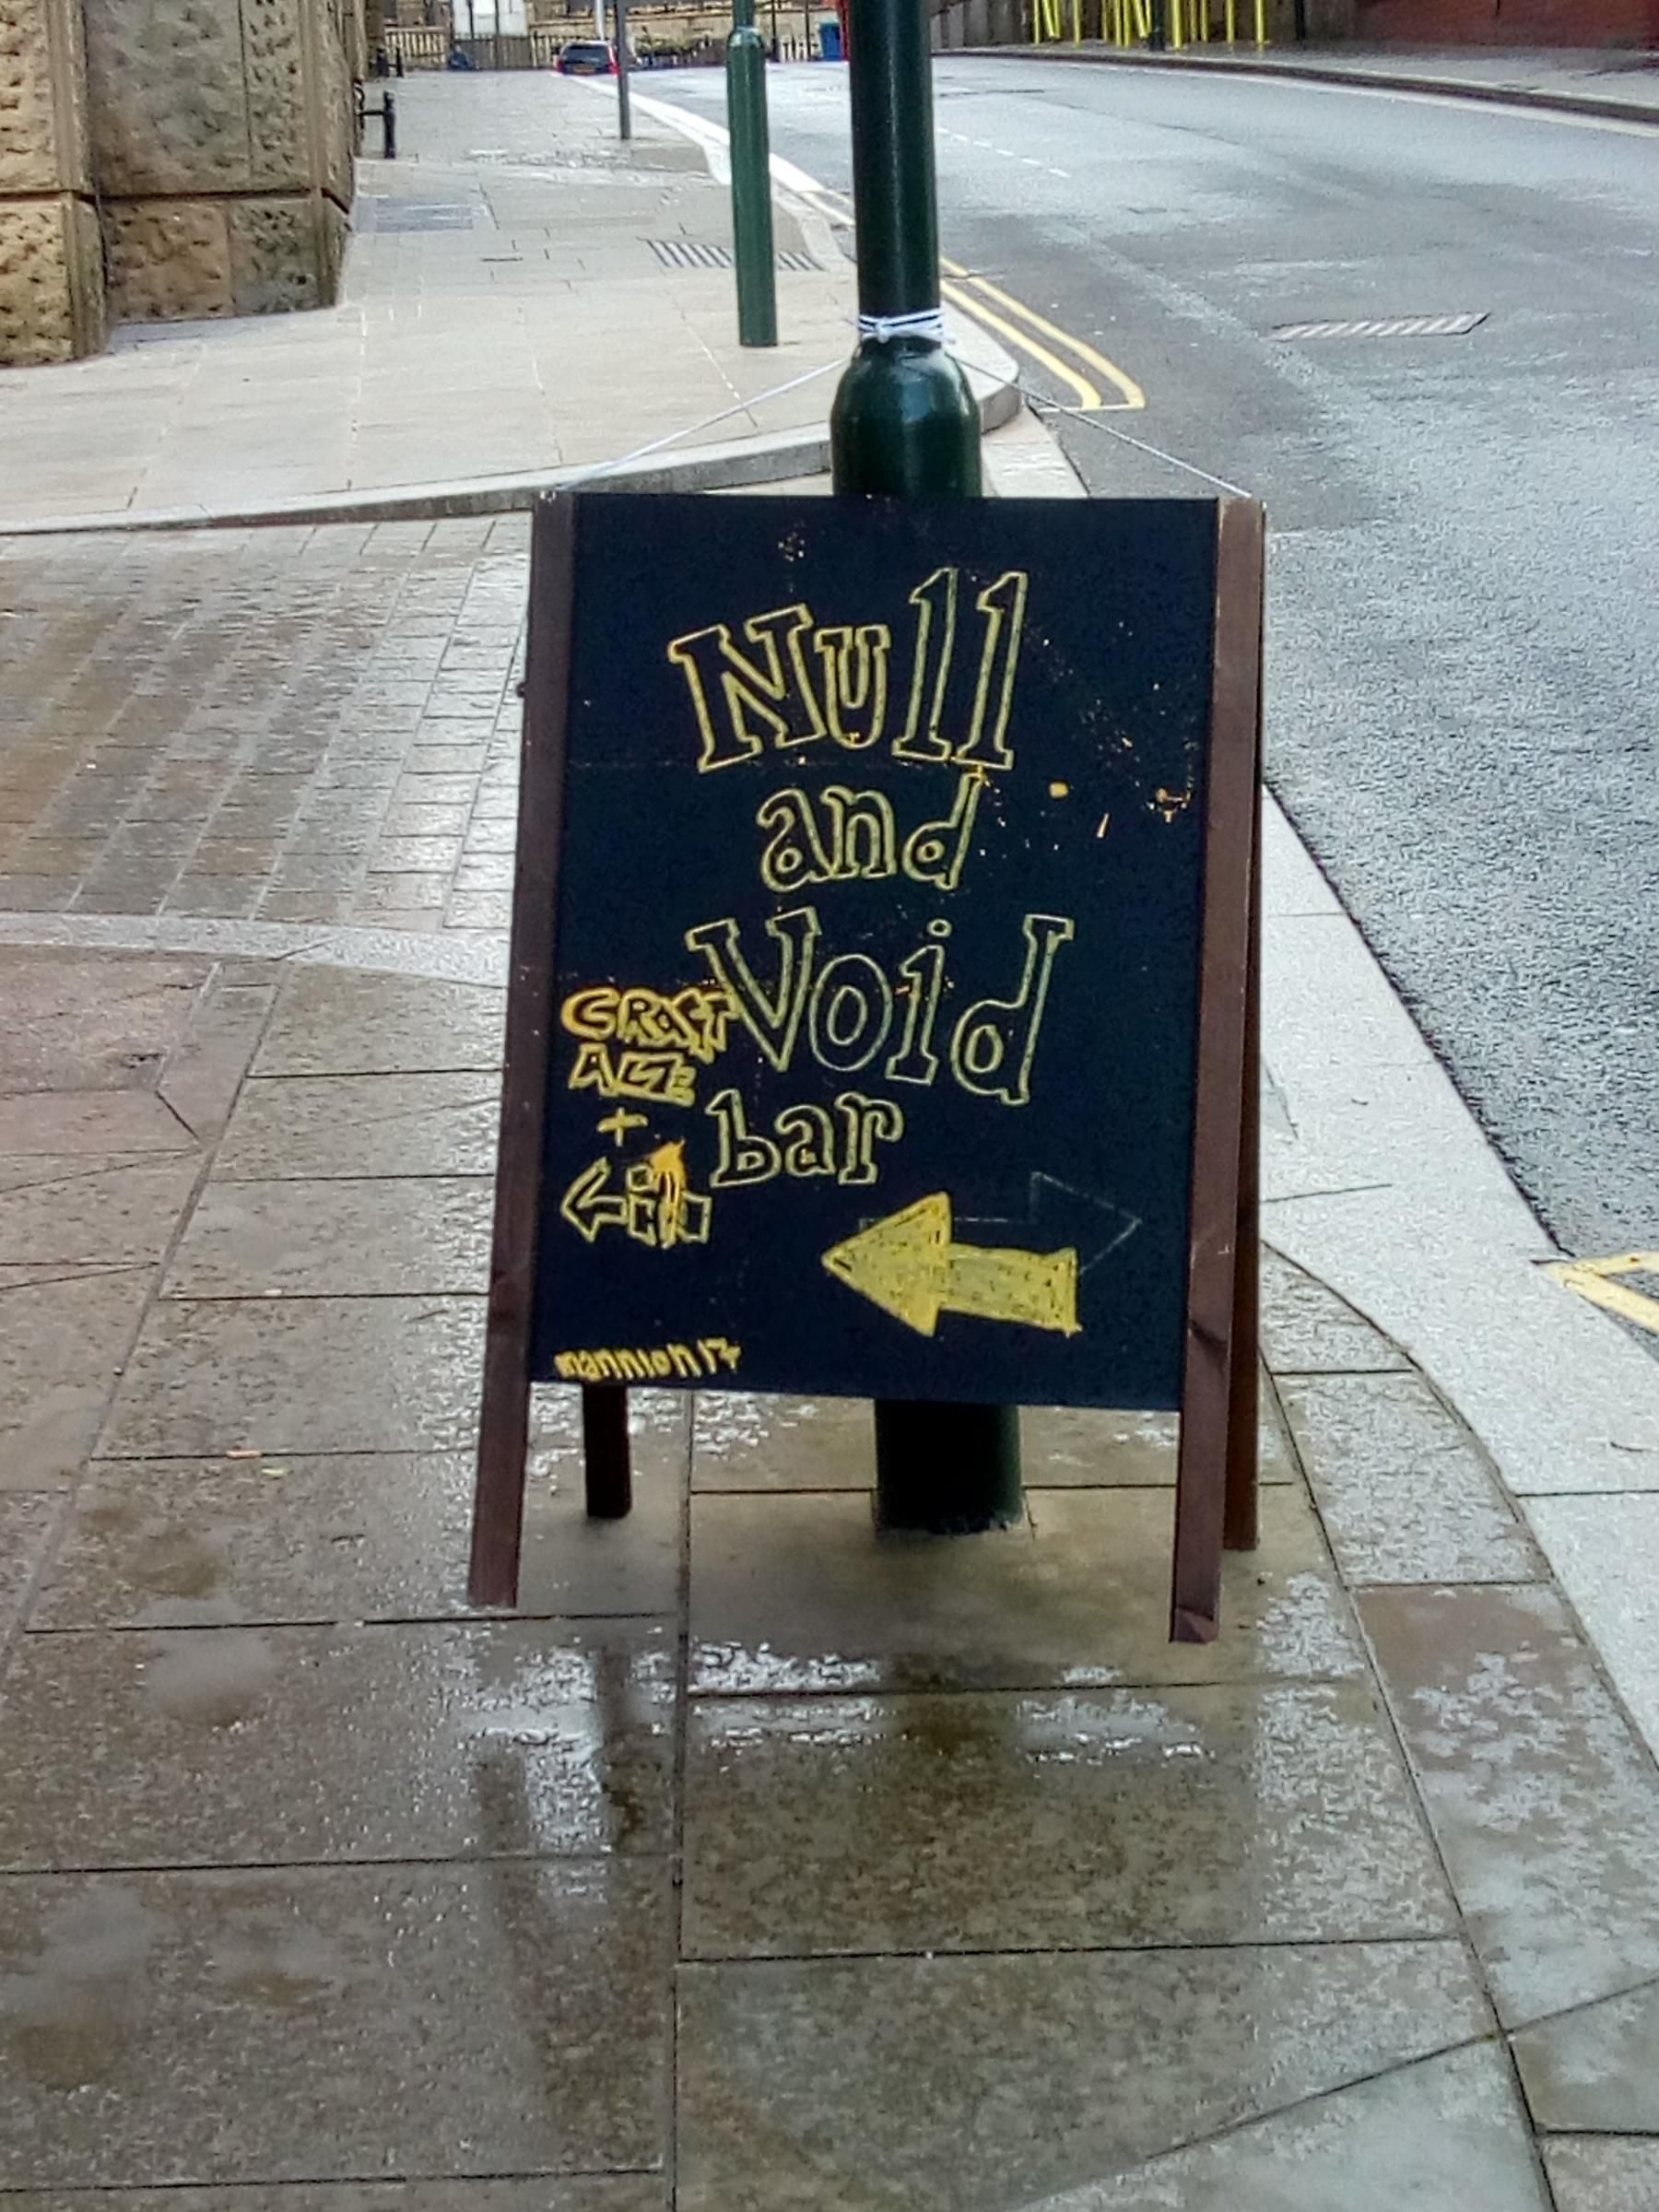 Null
and
Void
CRAFT
ALE
+
bar
mannion17